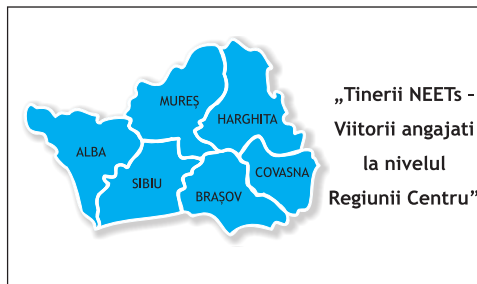 MUREȘ
HARGHITA
ALBA
SIBIU
COVASNA
BRAȘOV
„Tinerii NEETs -
Viitorii angajati
la nivelul
Regiunii Centru”